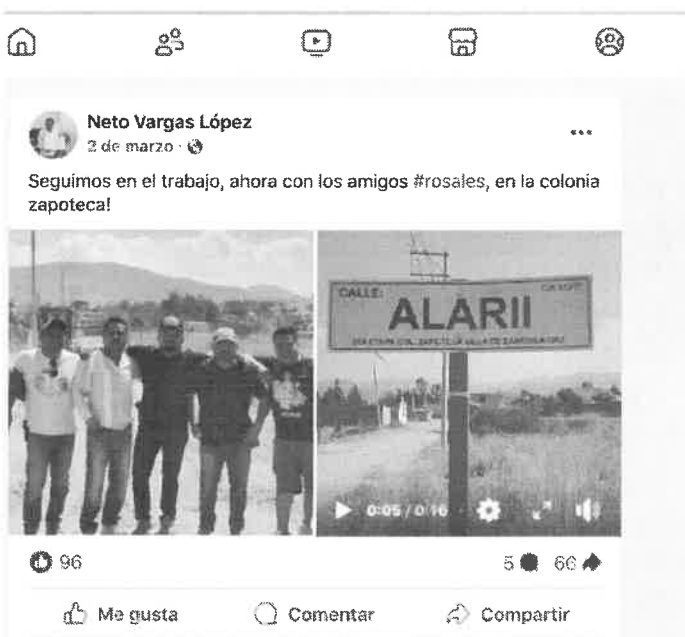 Neto Vargas López
2 de marzo
Seguimos en el trabajo, ahora con los amigos #rosales, en la colonia
zapoteca!
CALLE:
ALARII
0:05 / 0:16
96
5 66
Me gusta Comentar Compartir